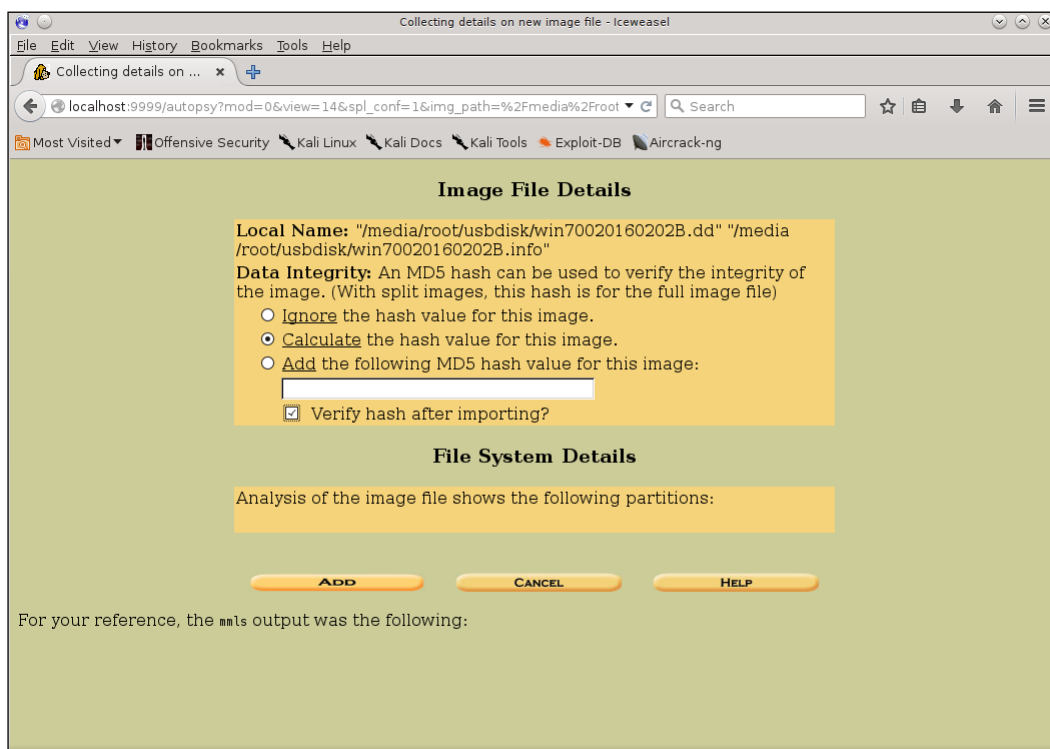 Collecting details on new image file - Iceweasel
File Edit View History Bookmarks Tools Help
Collecting details on ...
localhost:9999/autopsy?mod=0&view=14&spl_conf=1&img_path=%2Fmedia%2Froot
Search
Most Visited Offensive Security Kali Linux Kali Docs Kali Tools Exploit-DB Aircrack-ng
Image File Details
Local Name: "/media/root/usbdisk/win70020160202B.dd" "/media
/root/usbdisk/win70020160202B.info"
Data Integrity: An MD5 hash can be used to verify the integrity of
the image. (With split images, this hash is for the full image file)
Ignore the hash value for this image.
Calculate the hash value for this image.
Add the following MD5 hash value for this image:
Verify hash after importing?
File System Details
Analysis of the image file shows the following partitions:
ADD CANCEL HELP
For your reference, the mmls output was the following: